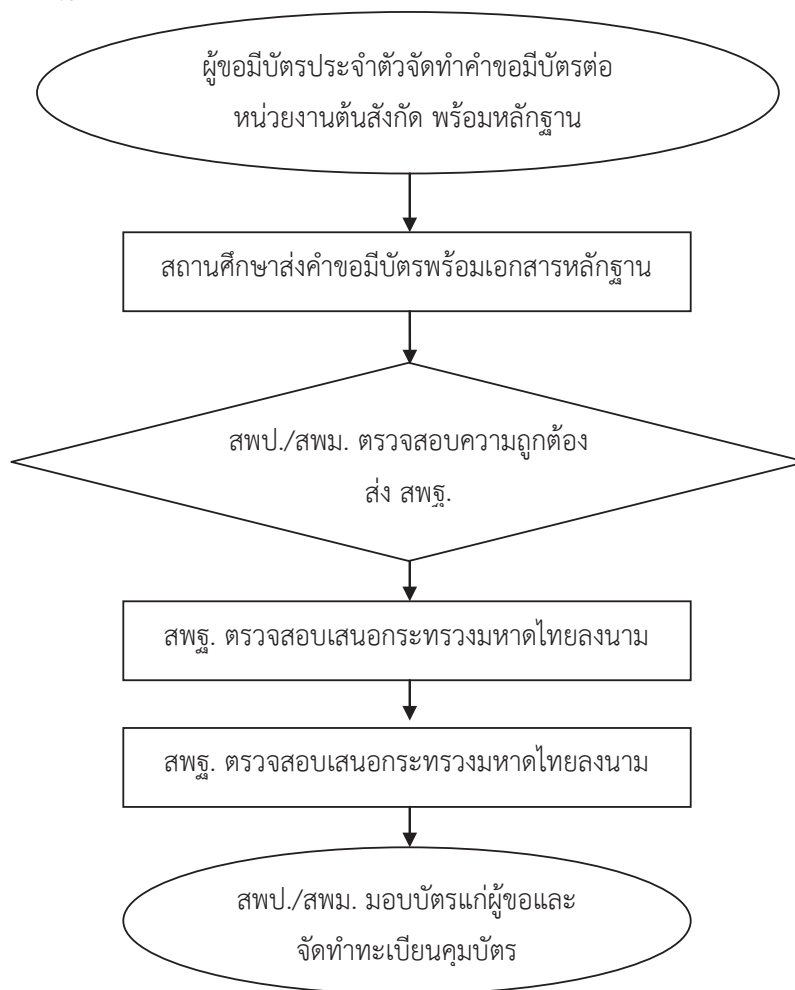 ผู้ขอมีบัตรประจำตัวจัดทำคำขอมีบัตรต่อ
หน่วยงานต้นสังกัด พร้อมหลักฐาน
สถานศึกษาส่งคำขอมีบัตรพร้อมเอกสารหลักฐาน
สพป./สพม. ตรวจสอบความถูกต้อง
ส่ง สพฐ.
สพฐ. ตรวจสอบเสนอกระทรวงมหาดไทยลงนาม
สพฐ. ตรวจสอบเสนอกระทรวงมหาดไทยลงนาม
สพป./สพม. มอบบัตรแก่ผู้ขอและ
จัดทำทะเบียนคุมบัตร